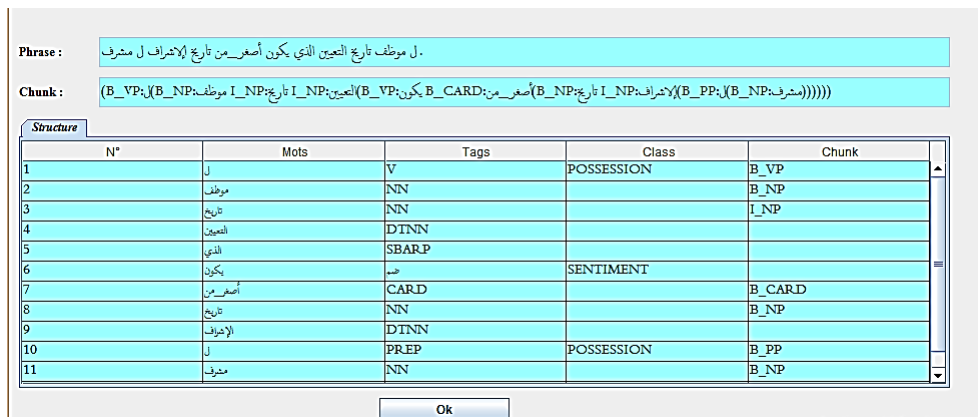 Phrase : ل موظف تاريخ التعيين الذي يكون أصغر_من تاريخ الإشراف ل مشرف .
Chunk : (B_VP:ل(B_NP:موظف I_NP:تاريخ I_NP:التعيين)(B_VP:يكون B_CARD:أصغر_من(B_NP:تاريخ I_NP:الإشراف)(B_PP:ل(B_NP:مشرف))))))
Structure
N° Mots Tags Class Chunk
1 ل V POSSESSION B_VP
2 موظف NN B_NP
3 تاريخ NN I_NP
4 التعيين DTNN
5 الذي SBARP
6 يكون ضم SENTIMENT
7 أصغر_من CARD B_CARD
8 تاريخ NN B_NP
9 الإشراف DTNN
10 ل PREP POSSESSION B_PP
11 مشرف NN B_NP
Ok